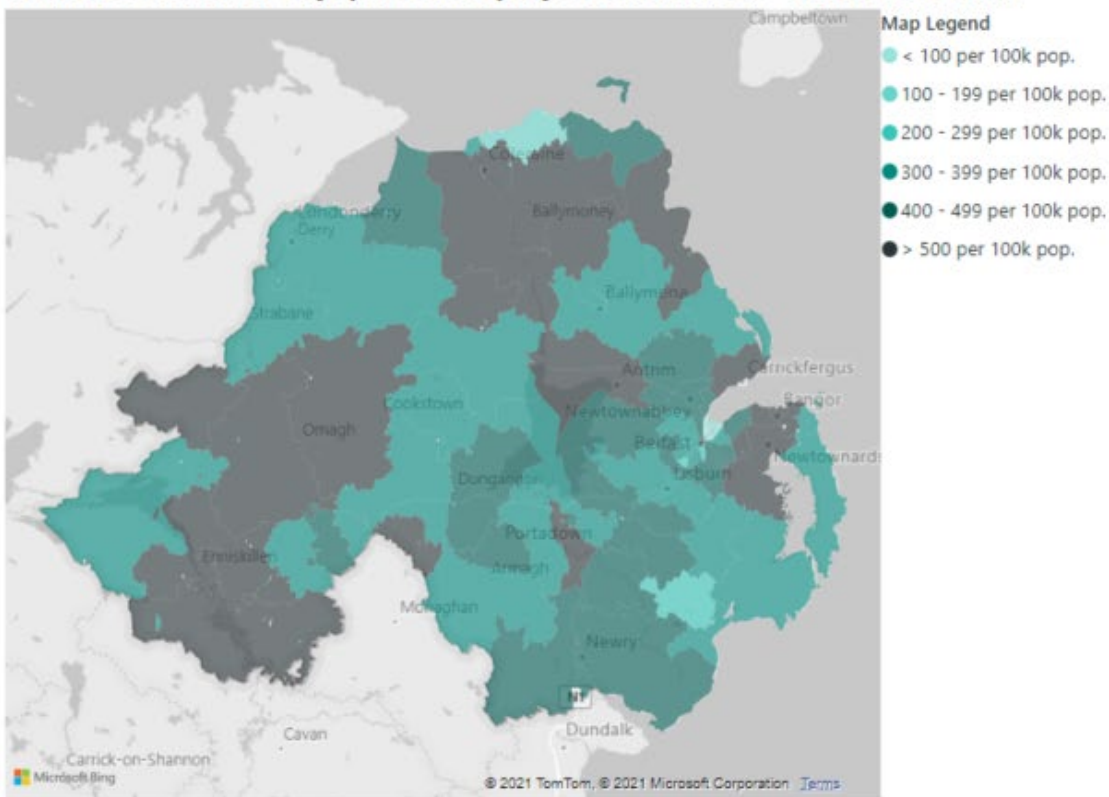 Campbeltown
Map Legend
< 100 per 100k pop.
100 - 199 per 100k pop.
200 - 299 per 100k pop.
300 - 399 per 100k pop.
400 - 499 per 100k pop.
> 500 per 100k pop.
Coleraine
Londonderry
Derry
Ballymoney
Ballymena
Strabane
Antrim
Carrickfergus
Cookstown
Newtownabbey
Bangor
Omagh
Belfast
Newtownards
Lisburn
Dungannon
Portadown
Enniskillen
Armagh
Monaghan
Newry
N1
Dundalk
Cavan
Carrick-on-Shannon
Microsoft Bing
© 2021 TomTom, © 2021 Microsoft Corporation Terms